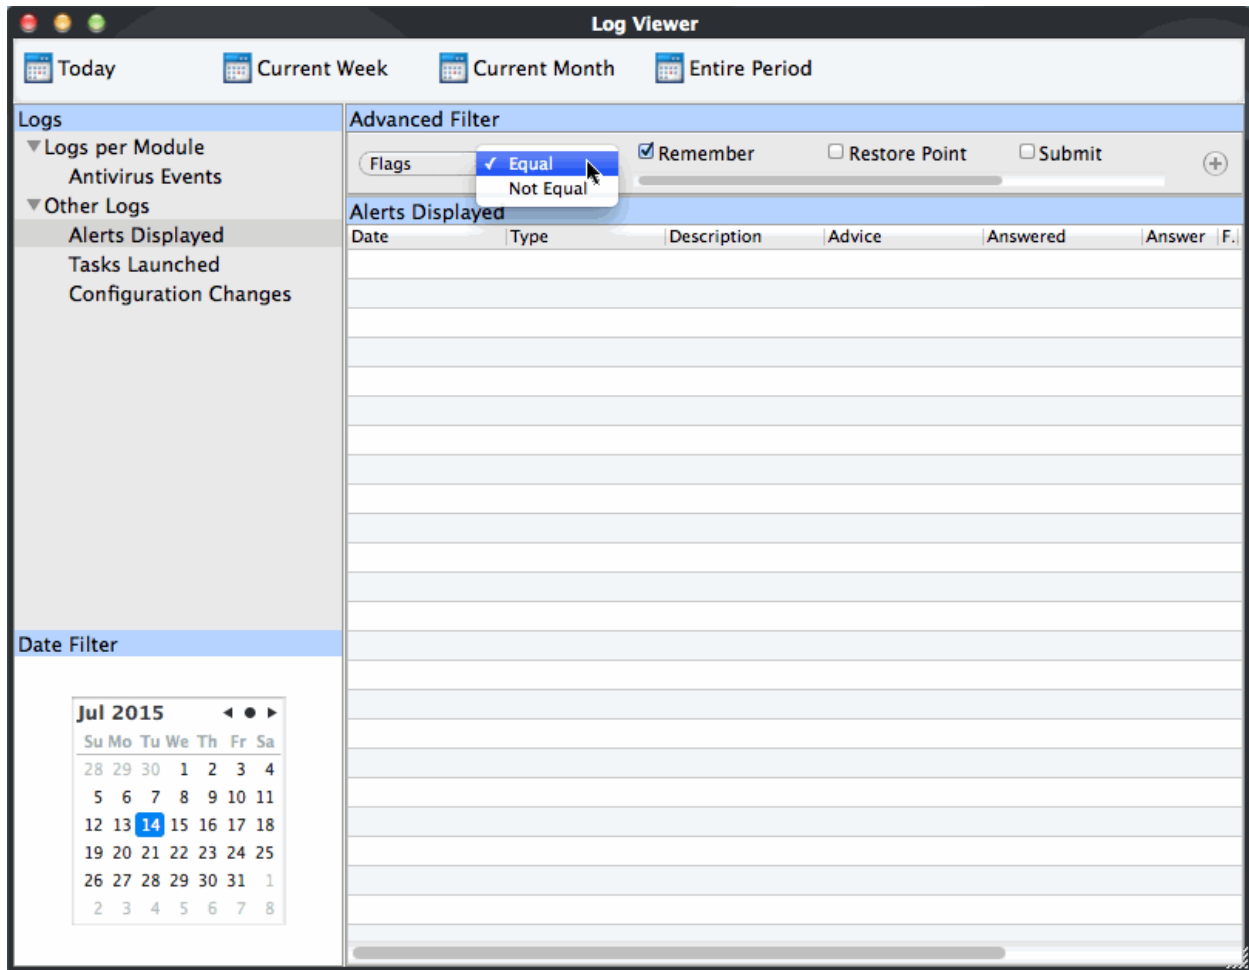 Log Viewer
Today Current Week Current Month Entire Period
Logs
Logs per Module
Antivirus Events
Other Logs
Alerts Displayed
Tasks Launched
Configuration Changes
Advanced Filter
Flags ✓ Equal Remember Restore Point Submit
Not Equal
Alerts Displayed
Date Type Description Advice Answered Answer F.
Date Filter
Jul 2015
Su Mo Tu We Th Fr Sa
28 29 30 1 2 3 4
5 6 7 8 9 10 11
12 13 14 15 16 17 18
19 20 21 22 23 24 25
26 27 28 29 30 31 1
2 3 4 5 6 7 8